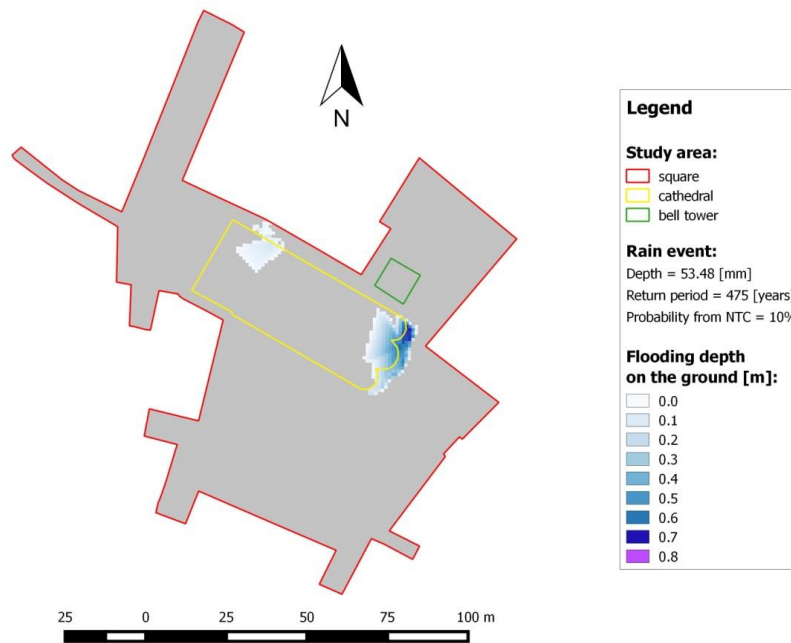 N
Legend
Study area:
square
cathedral
bell tower
Rain event:
Depth = 53.48 [mm]
Return period = 475 [years]
Probability from NTC = 10%
Flooding depth
on the ground [m]:
0.0
0.1
0.2
0.3
0.4
0.5
0.6
0.7
0.8
25 0 25 50 75 100 m